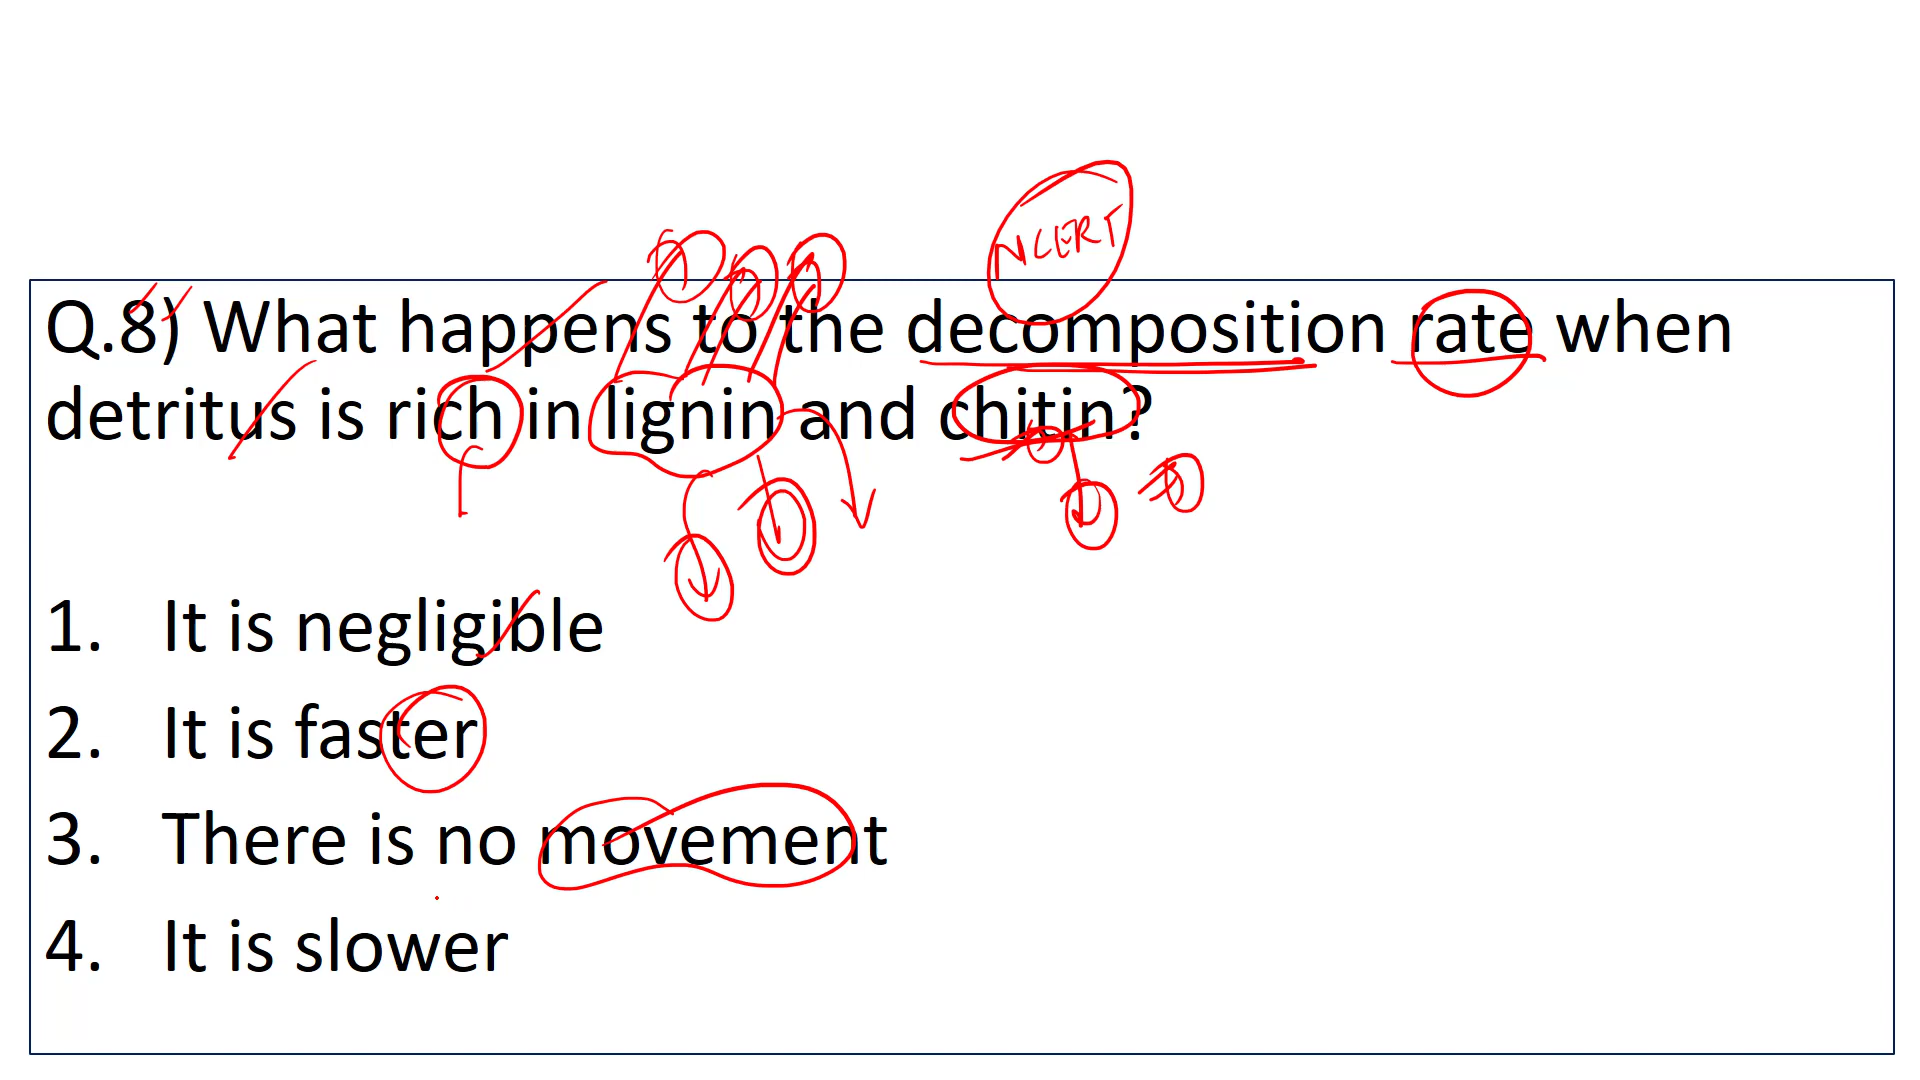 NCERT
Q.8) What happens to the decomposition rate when
detritus is rich in lignin and chitin?
1. It is negligible
2. It is faster
3. There is no movement
4. It is slower